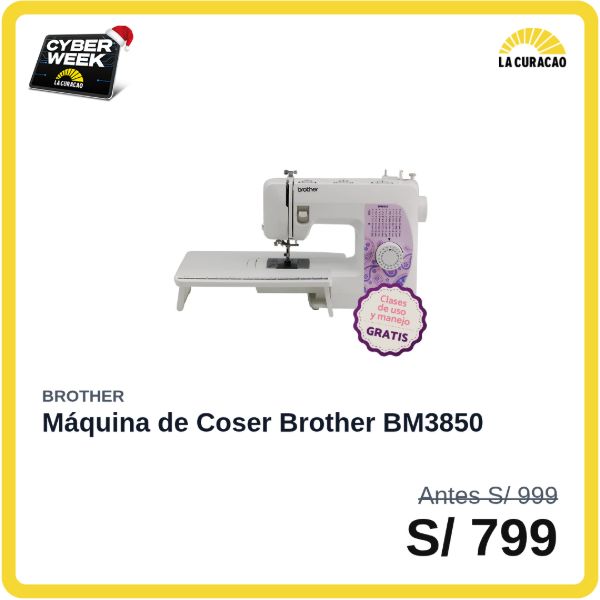 CYBER
WEEK
LA CURACAO
LA CURACAO
brother
Clases
de uso
y manejo
GRATIS
BROTHER
Máquina de Coser Brother BM3850
Antes S/ 999
S/ 799